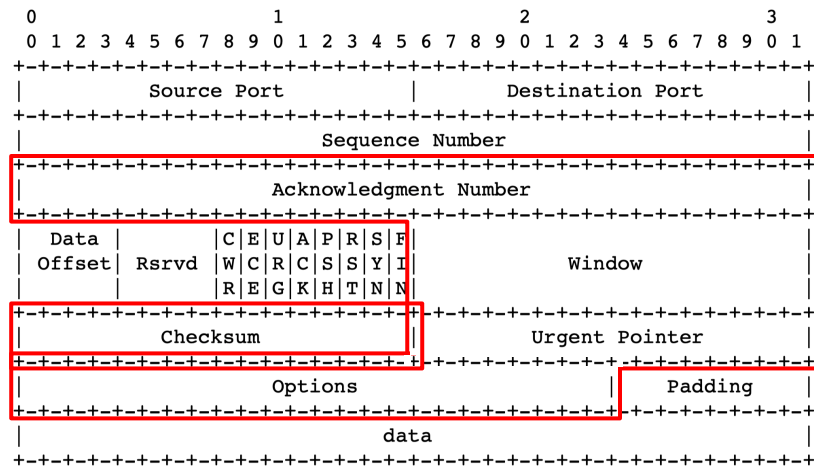 0                   1                   2                   3
 0 1 2 3 4 5 6 7 8 9 0 1 2 3 4 5 6 7 8 9 0 1 2 3 4 5 6 7 8 9 0 1
+-+-+-+-+-+-+-+-+-+-+-+-+-+-+-+-+-+-+-+-+-+-+-+-+-+-+-+-+-+-+-+-+
|          Source Port          |       Destination Port        |
+-+-+-+-+-+-+-+-+-+-+-+-+-+-+-+-+-+-+-+-+-+-+-+-+-+-+-+-+-+-+-+-+
|                        Sequence Number                        |
+-+-+-+-+-+-+-+-+-+-+-+-+-+-+-+-+-+-+-+-+-+-+-+-+-+-+-+-+-+-+-+-+
|                    Acknowledgment Number                      |
+-+-+-+-+-+-+-+-+-+-+-+-+-+-+-+-+-+-+-+-+-+-+-+-+-+-+-+-+-+-+-+-+
|  Data |       |C|E|U|A|P|R|S|F|                               |
| Offset| Rsrvd |W|C|R|C|S|S|Y|I|            Window             |
|       |       |R|E|G|K|H|T|N|N|                               |
+-+-+-+-+-+-+-+-+-+-+-+-+-+-+-+-+-+-+-+-+-+-+-+-+-+-+-+-+-+-+-+-+
|           Checksum            |         Urgent Pointer        |
+-+-+-+-+-+-+-+-+-+-+-+-+-+-+-+-+-+-+-+-+-+-+-+-+-+-+-+-+-+-+-+-+
|                    Options                    |    Padding    |
+-+-+-+-+-+-+-+-+-+-+-+-+-+-+-+-+-+-+-+-+-+-+-+-+-+-+-+-+-+-+-+-+
|                             data                              |
+-+-+-+-+-+-+-+-+-+-+-+-+-+-+-+-+-+-+-+-+-+-+-+-+-+-+-+-+-+-+-+-+